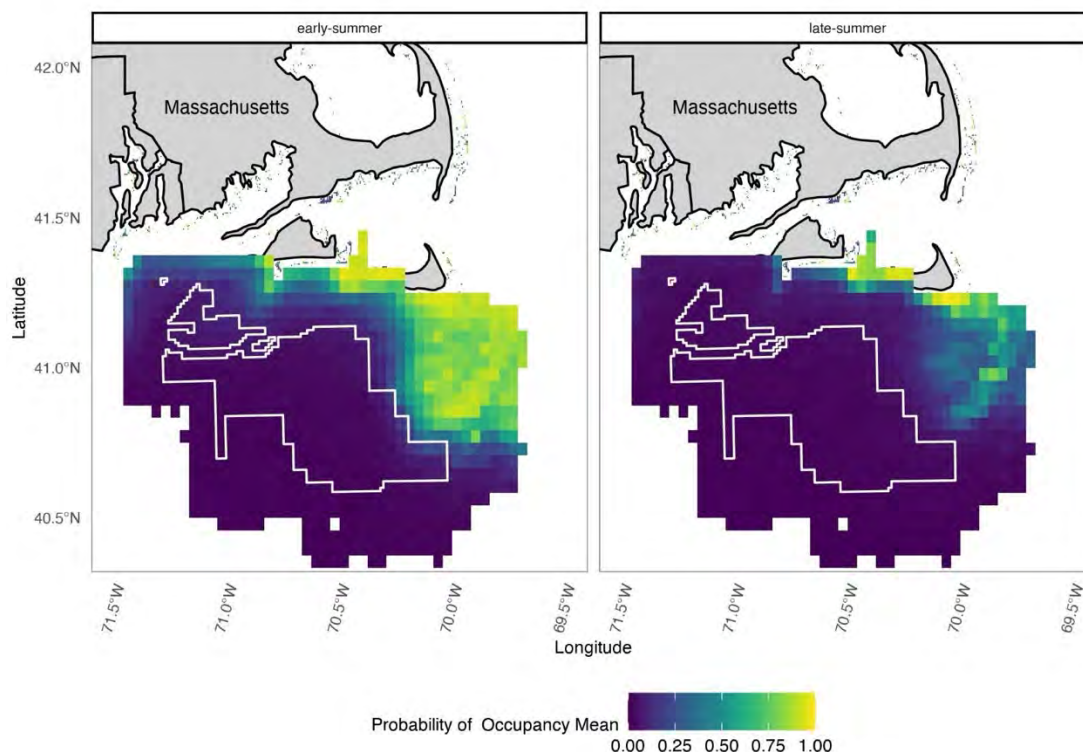 early-summer
late-summer
42.0°N
41.5°N
41.0°N
40.5°N
Latitude
Massachusetts
Massachusetts
71.5°W
71.0°W
70.5°W
70.0°W
69.5°W
71.5°W
71.0°W
70.5°W
70.0°W
69.5°W
Longitude
Probability of Occupancy Mean
0.00 0.25 0.50 0.75 1.00